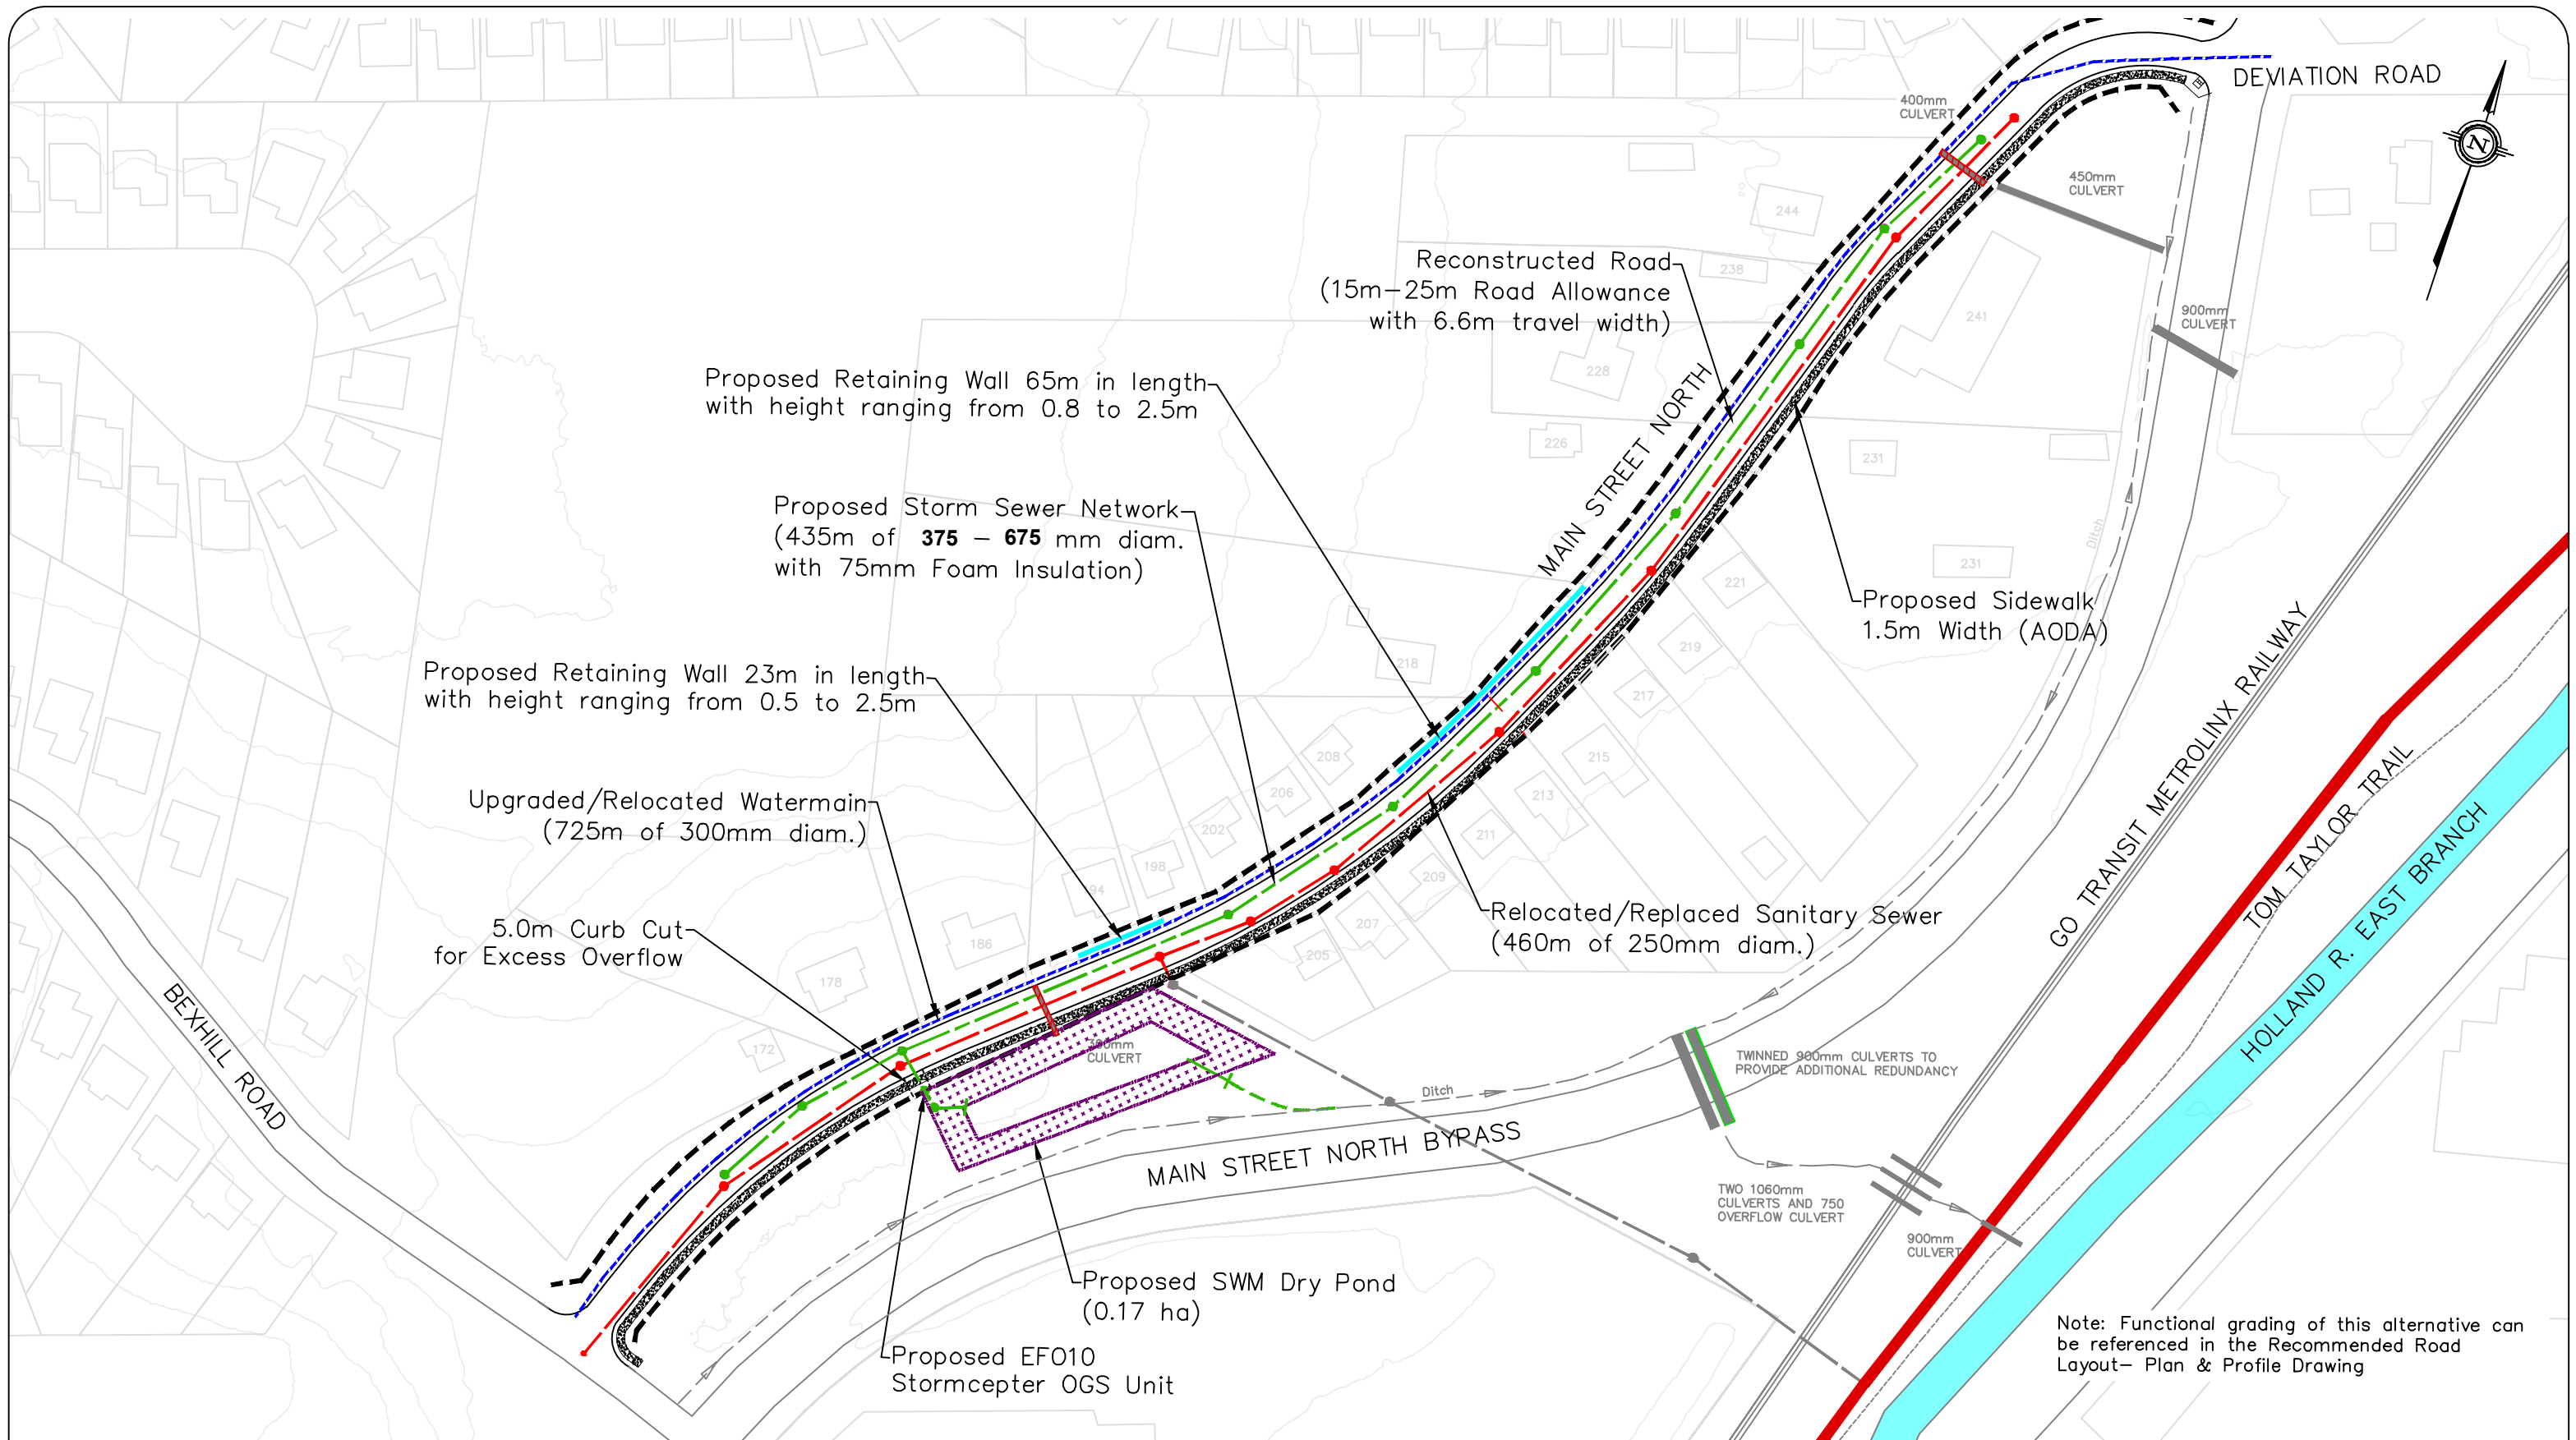 DEVIATION ROAD
400mm
CULVERT
N
450mm
CULVERT
244
Reconstructed Road
(15m-25m Road Allowance
with 6.6m travel width)
238
241
900mm
CULVERT
228
Proposed Retaining Wall 65m in length
with height ranging from 0.8 to 2.5m
MAIN STREET NORTH
226
231
Proposed Storm Sewer Network
(435m of 375 - 675 mm diam.
with 75mm Foam Insulation)
Ditch
231
221
Proposed Sidewalk
1.5m Width (AODA)
219
218
217
Proposed Retaining Wall 23m in length
with height ranging from 0.5 to 2.5m
GO TRANSIT METROLINX RAILWAY
TOM TAYLOR TRAIL
HOLLAND R. EAST BRANCH
208
215
206
213
Upgraded/Relocated Watermain
(725m of 300mm diam.)
202
211
198
209
194
Relocated/Replaced Sanitary Sewer
(460m of 250mm diam.)
207
205
186
5.0m Curb Cut
for Excess Overflow
178
172
BEXHILL ROAD
CULVERT
TWINNED 900mm CULVERTS TO
PROVIDE ADDITIONAL REDUNDANCY
Ditch
MAIN STREET NORTH BYPASS
TWO 1060mm
CULVERTS AND 750
OVERFLOW CULVERT
900mm
CULVERT
Proposed SWM Dry Pond
(0.17 ha)
Proposed EFO10
Stormcepter OGS Unit
Note: Functional grading of this alternative can
be referenced in the Recommended Road
Layout- Plan & Profile Drawing